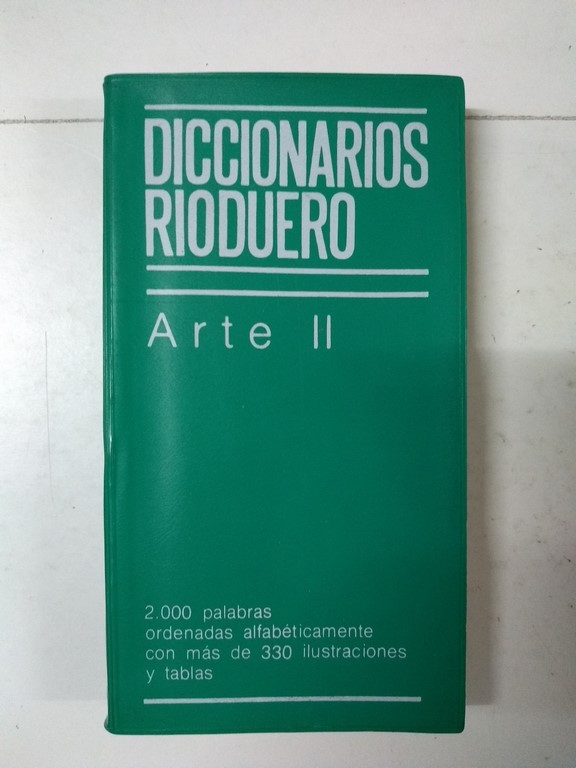 DICCIONARIOS
RIODUERO
Arte II
2.000 palabras
ordenadas alfabéticamente
con más de 330 ilustraciones
y tablas